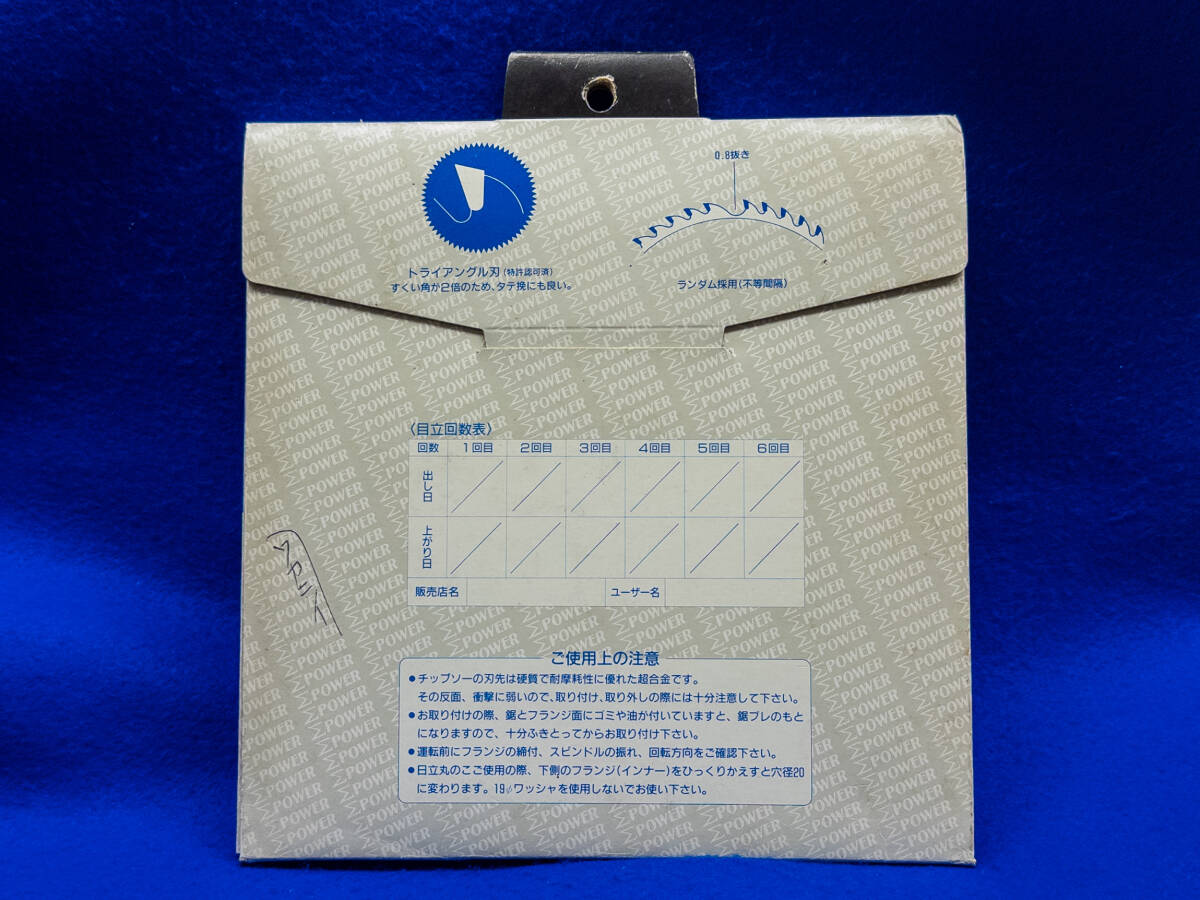 0.8抜き
トライアングル刃(特許認可済)
すくい角が2倍のため、タテ挽にも良い。
ランダム採用(不等間隔)
〈目立回数表〉
回数 1回目 2回目 3回目 4回目 5回目 6回目
出し日
上がり日
販売店名 ユーザー名
ご使用上の注意
●チップソーの刃先は硬質で耐摩耗性に優れた超合金です。
その反面、衝撃に弱いので、取り付け、取り外しの際には十分注意して下さい。
●お取り付けの際、鋸とフランジ面にゴミや油が付いていますと、鋸ブレのもと
になりますので、十分ふきとってからお取り付け下さい。
●運転前にフランジの締付、スピンドルの振れ、回転方向をご確認下さい。
●日立丸のこご使用の際、下側のフランジ(インナー)をひっくりかえすと穴径20
に変わります。19φワッシャを使用しないでお使い下さい。
ΣPOWER